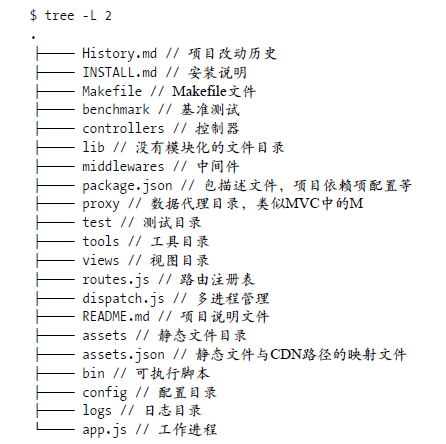 $ tree -L 2
.
├── History.md // 项目改动历史
├── INSTALL.md // 安装说明
├── Makefile // Makefile文件
├── benchmark // 基准测试
├── controllers // 控制器
├── lib // 没有模块化的文件目录
├── middlewares // 中间件
├── package.json // 包描述文件，项目依赖项配置等
├── proxy // 数据代理目录，类似MVC中的M
├── test // 测试目录
├── tools // 工具目录
├── views // 视图目录
├── routes.js // 路由注册表
├── dispatch.js // 多进程管理
├── README.md // 项目说明文件
├── assets // 静态文件目录
├── assets.json // 静态文件与CDN路径的映射文件
├── bin // 可执行脚本
├── config // 配置目录
├── logs // 日志目录
└── app.js // 工作进程